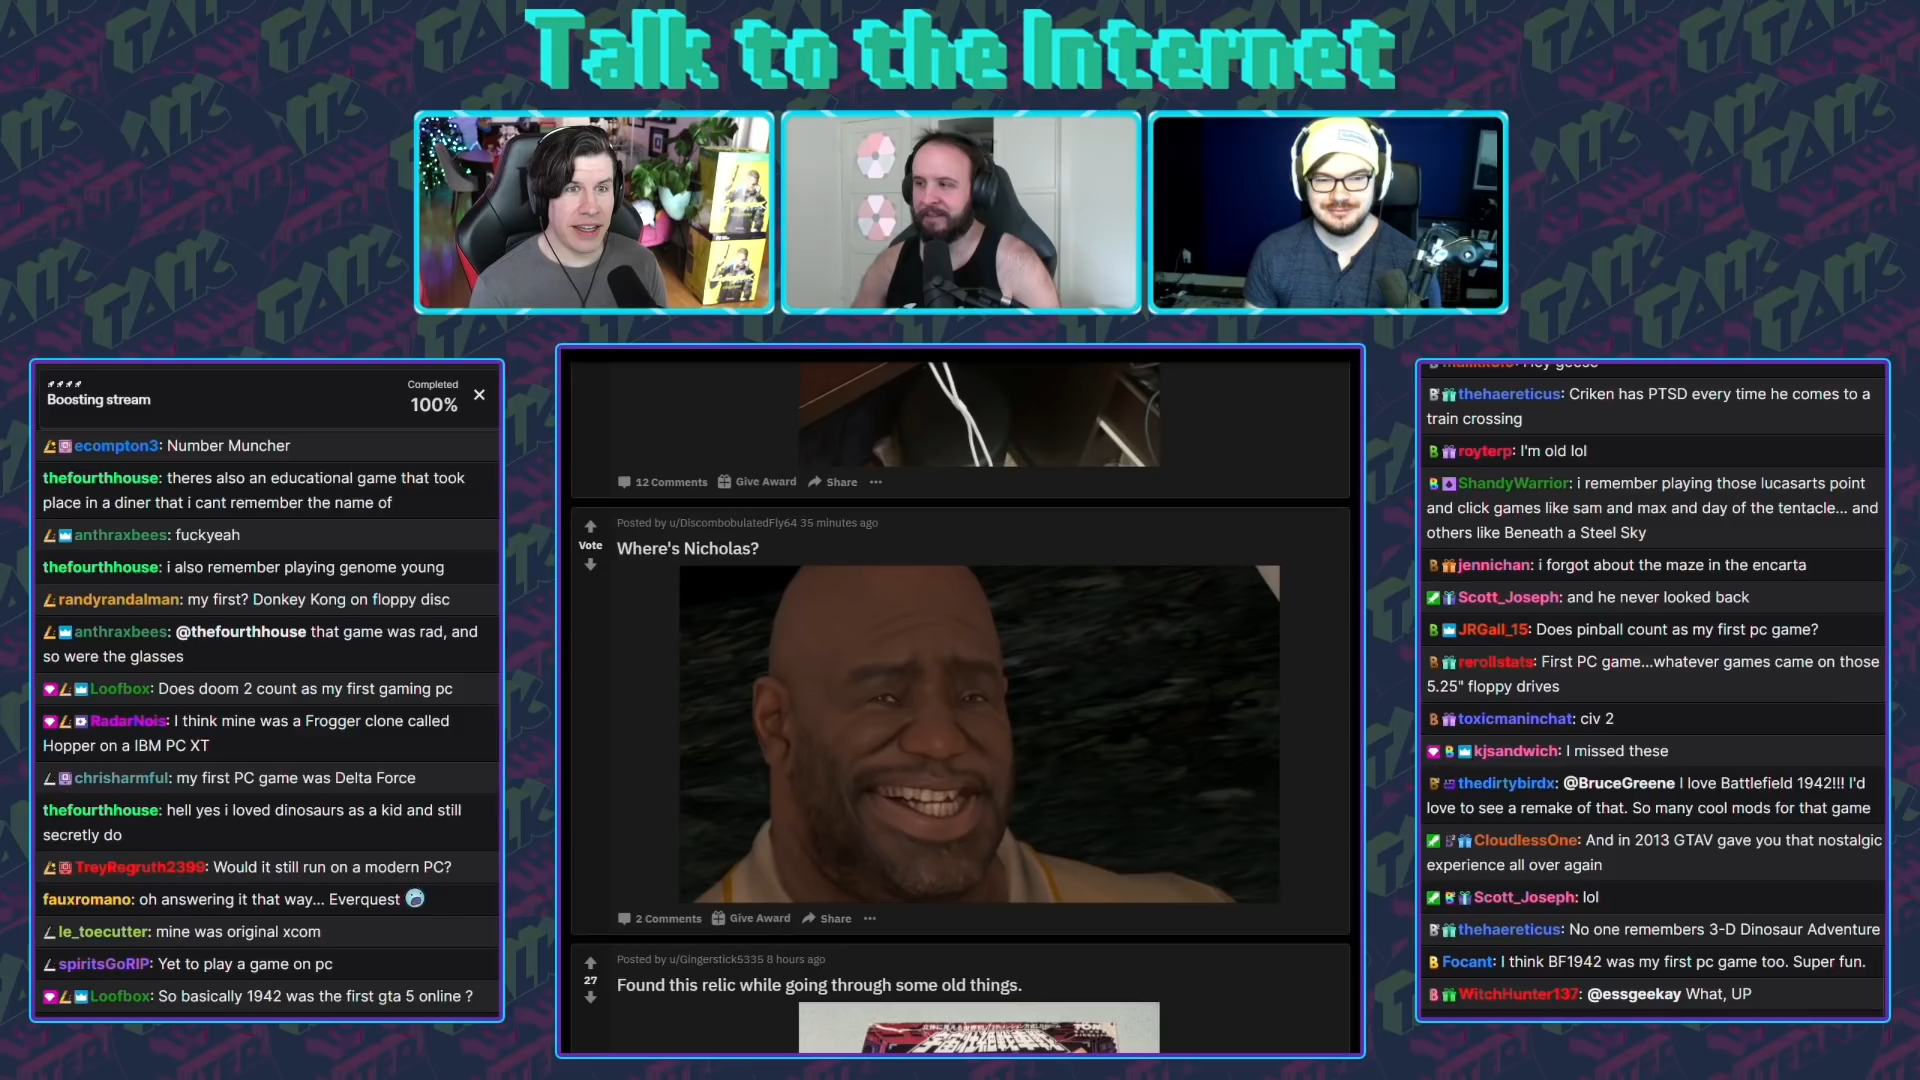 Talk to the Internet
Boosting stream
Completed
100%
ecompton3: Number Muncher
thefourthhouse: theres also an educational game that took
place in a diner that i cant remember the name of
anthraxbees: fuckyeah
thefourthhouse: i also remember playing genome young
randyrandalman: my first? Donkey Kong on floppy disc
anthraxbees: @thefourthhouse that game was rad, and
so were the glasses
Loofbox: Does doom 2 count as my first gaming pc
RadarNois: I think mine was a Frogger clone called
Hopper on a IBM PC XT
chrisharmful: my first PC game was Delta Force
thefourthhouse: hell yes i loved dinosaurs as a kid and still
secretly do
TreyRegruth2399: Would it still run on a modern PC?
fauxromano: oh answering it that way... Everquest
le_toecutter: mine was original xcom
spiritsGoRIP: Yet to play a game on pc
Loofbox: So basically 1942 was the first gta 5 online ?
12 Comments Give Award Share
Posted by u/DiscombobulatedFly64 35 minutes ago
Vote
Where's Nicholas?
2 Comments Give Award Share
Posted by u/Gingerstick5335 8 hours ago
27
Found this relic while going through some old things.
thehaereticus: Criken has PTSD every time he comes to a
train crossing
royterp: I'm old lol
ShandyWarrior: i remember playing those lucasarts point
and click games like sam and max and day of the tentacle... and
others like Beneath a Steel Sky
jennichan: i forgot about the maze in the encarta
Scott_Joseph: and he never looked back
JRGall_15: Does pinball count as my first pc game?
rerollstats: First PC game...whatever games came on those
5.25" floppy drives
toxicmaninchat: civ 2
kjsandwich: I missed these
thedirtybirdx: @BruceGreene I love Battlefield 1942!!! I'd
love to see a remake of that. So many cool mods for that game
CloudlessOne: And in 2013 GTAV gave you that nostalgic
experience all over again
Scott_Joseph: lol
thehaereticus: No one remembers 3-D Dinosaur Adventure
Focant: I think BF1942 was my first pc game too. Super fun.
WitchHunter137: @essgeekay What, UP